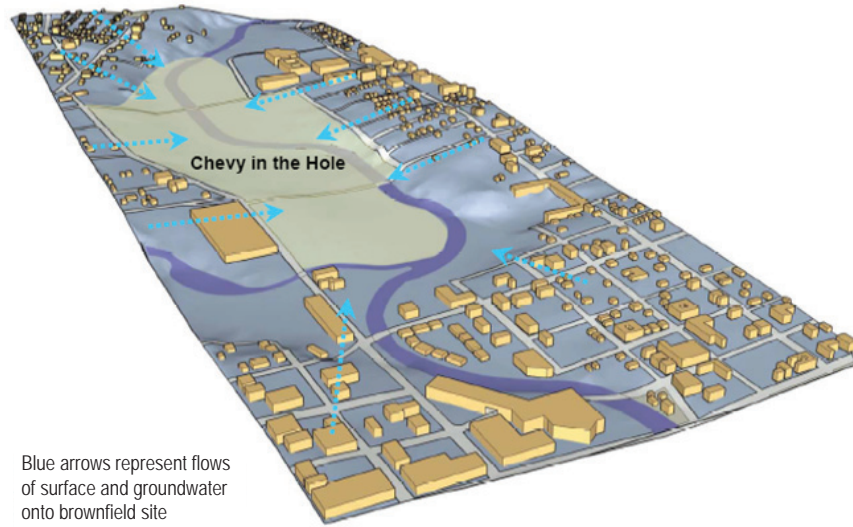 Chevy in the Hole
Blue arrows represent flows
of surface and groundwater
onto brownfield site